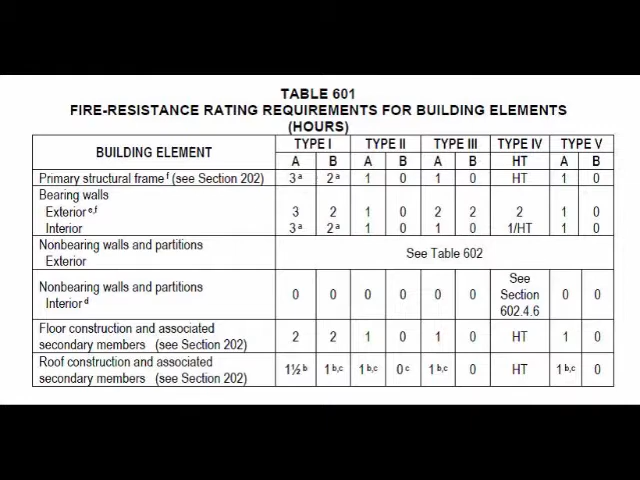 TABLE 601
FIRE-RESISTANCE RATING REQUIREMENTS FOR BUILDING ELEMENTS
(HOURS)
BUILDING ELEMENT TYPE I TYPE II TYPE III TYPE IV TYPE V
A B A B A B HT A B
Primary structural frame f (see Section 202) 3 a 2 a 1 0 1 0 HT 1 0
Bearing walls
Exterior e,f 3 2 1 0 2 2 2 1 0
Interior 3 a 2 a 1 0 1 0 1/HT 1 0
Nonbearing walls and partitions
Exterior
See Table 602
Nonbearing walls and partitions
Interior d
0 0 0 0 0 0
See
Section
602.4.6
0 0
Floor construction and associated
secondary members (see Section 202)
2 2 1 0 1 0 HT 1 0
Roof construction and associated
secondary members (see Section 202)
1½ b 1 b,c 1 b,c 0 c 1 b,c 0 HT 1 b,c 0